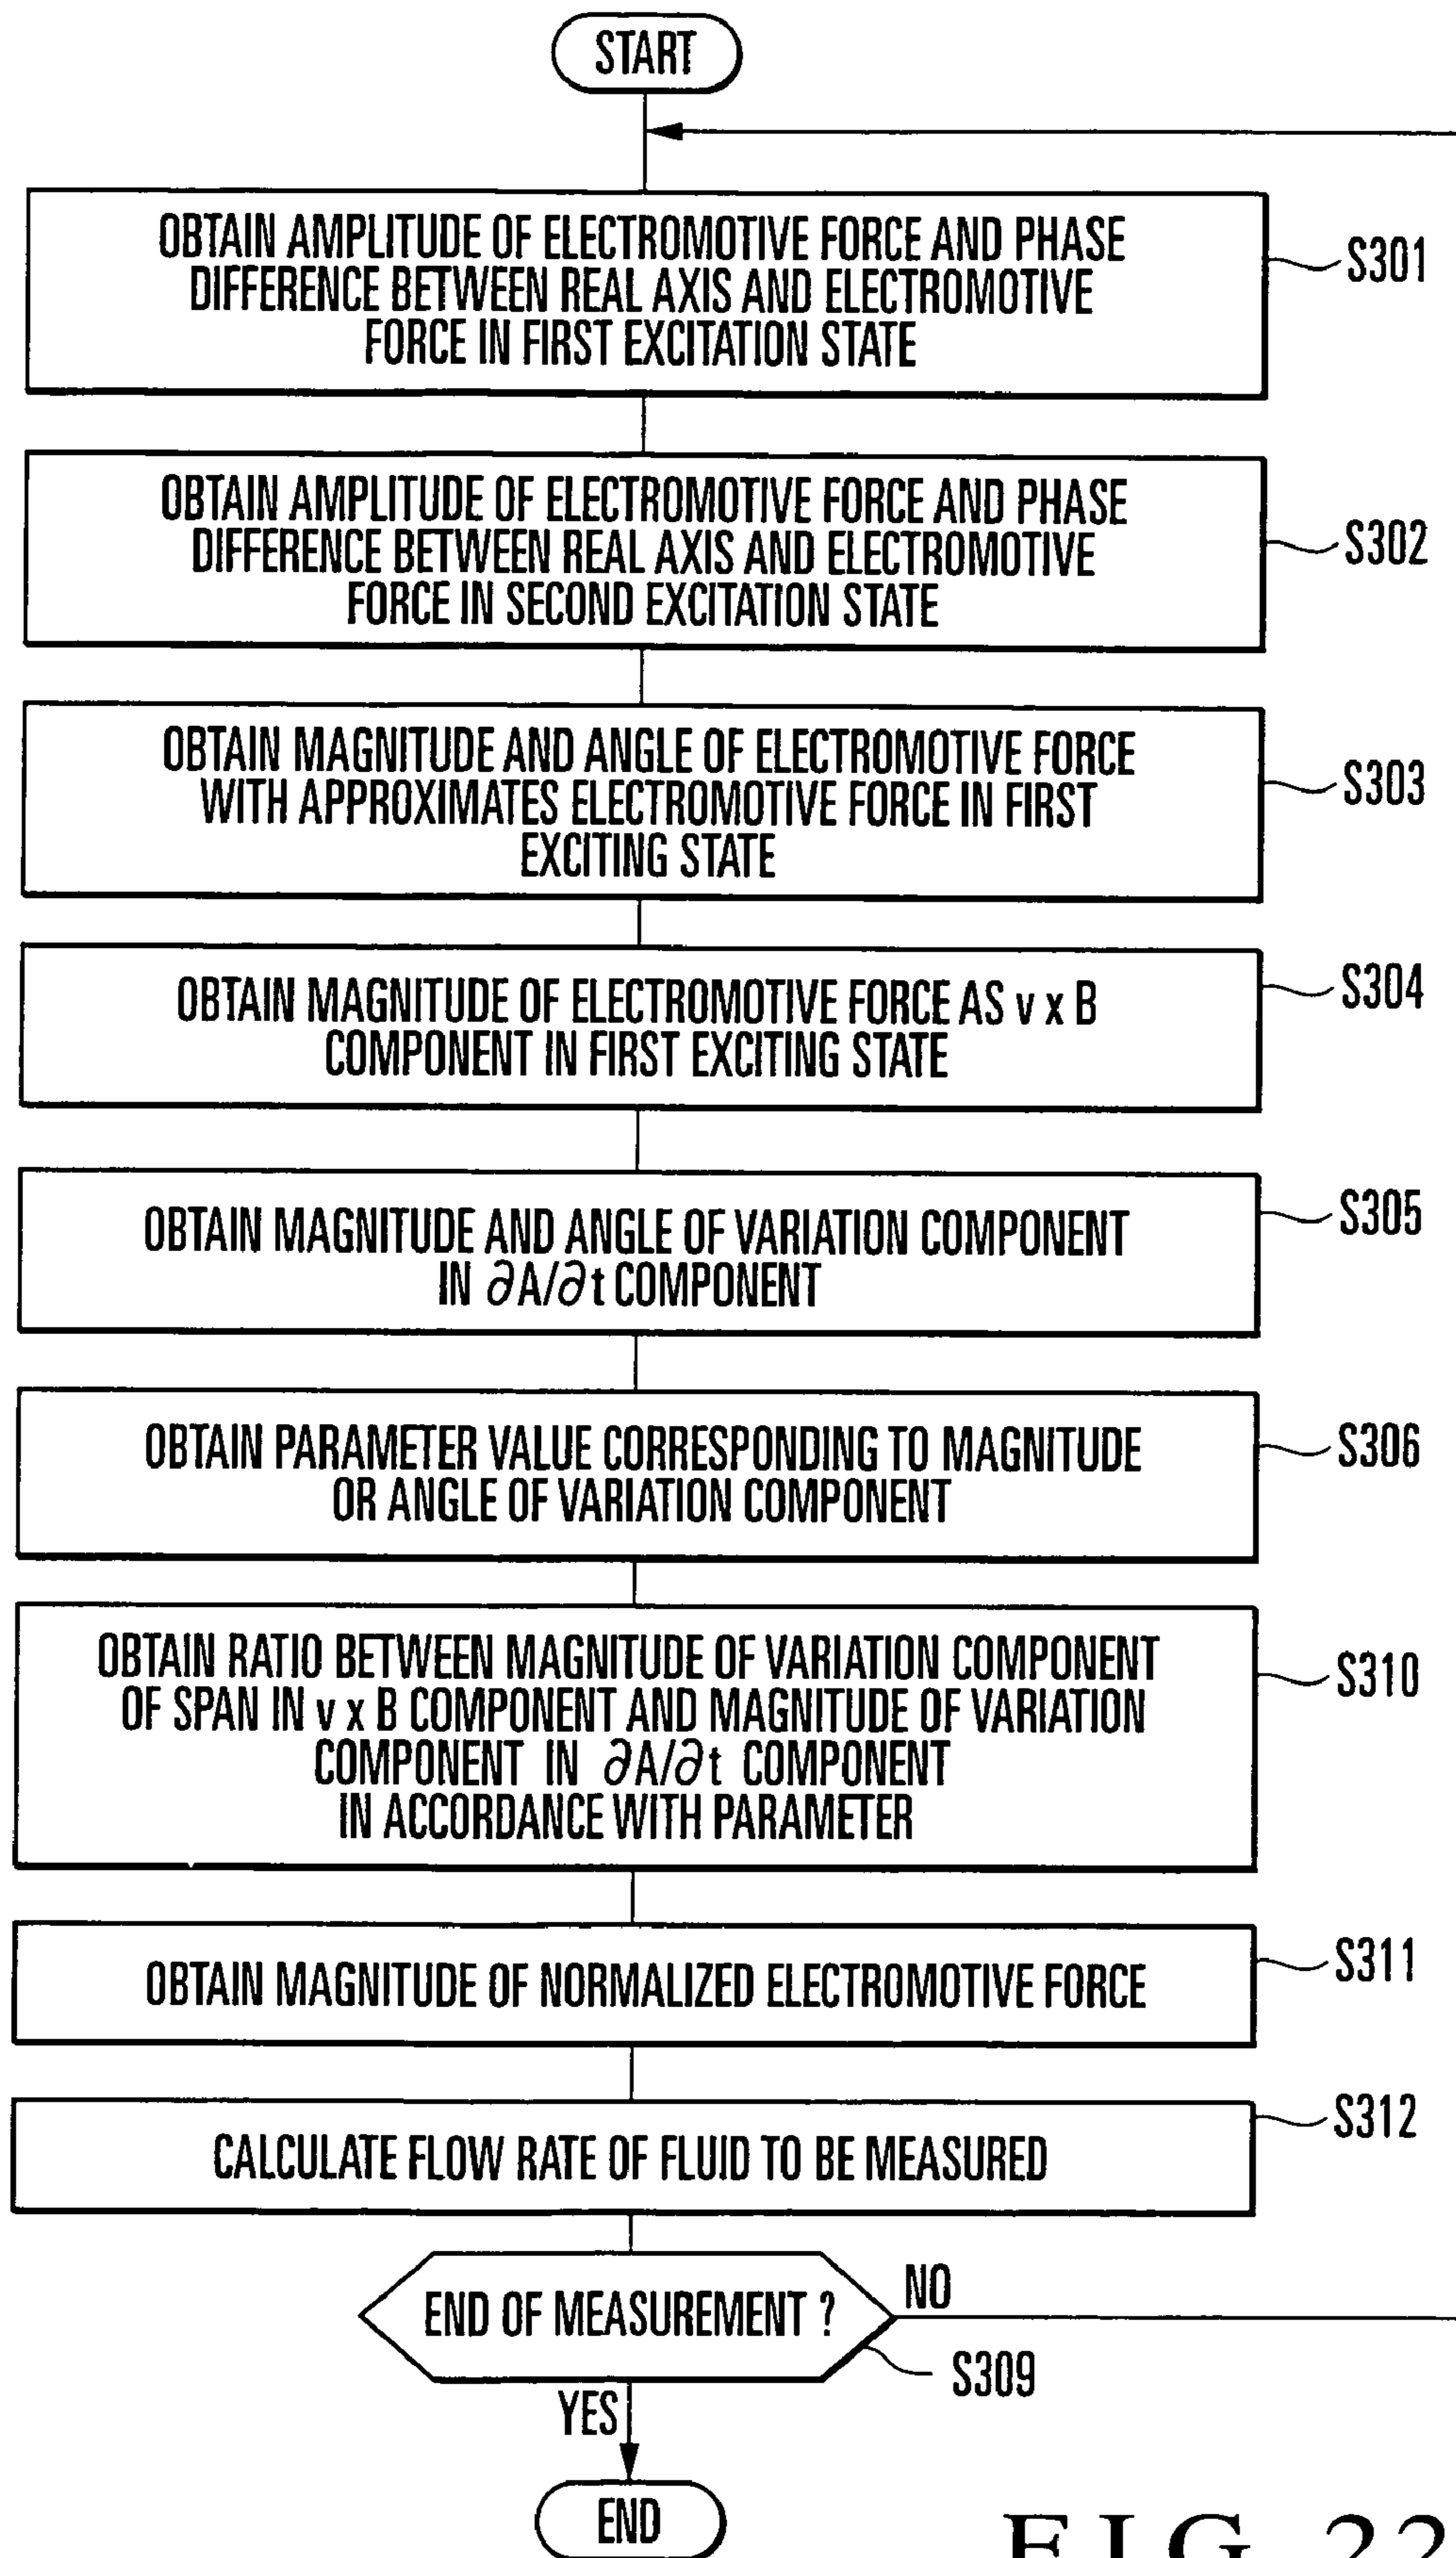 START
OBTAIN AMPLITUDE OF ELECTROMOTIVE FORCE AND PHASE
DIFFERENCE BETWEEN REAL AXIS AND ELECTROMOTIVE
FORCE IN FIRST EXCITATION STATE
S301
OBTAIN AMPLITUDE OF ELECTROMOTIVE FORCE AND PHASE
DIFFERENCE BETWEEN REAL AXIS AND ELECTROMOTIVE
FORCE IN SECOND EXCITATION STATE
S302
OBTAIN MAGNITUDE AND ANGLE OF ELECTROMOTIVE FORCE
WITH APPROXIMATES ELECTROMOTIVE FORCE IN FIRST
EXCITING STATE
S303
OBTAIN MAGNITUDE OF ELECTROMOTIVE FORCE AS v x B
COMPONENT IN FIRST EXCITING STATE
S304
OBTAIN MAGNITUDE AND ANGLE OF VARIATION COMPONENT
IN ∂A/∂t COMPONENT
S305
OBTAIN PARAMETER VALUE CORRESPONDING TO MAGNITUDE
OR ANGLE OF VARIATION COMPONENT
S306
OBTAIN RATIO BETWEEN MAGNITUDE OF VARIATION COMPONENT
OF SPAN IN v x B COMPONENT AND MAGNITUDE OF VARIATION
COMPONENT IN ∂A/∂t COMPONENT
IN ACCORDANCE WITH PARAMETER
S310
OBTAIN MAGNITUDE OF NORMALIZED ELECTROMOTIVE FORCE
S311
CALCULATE FLOW RATE OF FLUID TO BE MEASURED
S312
END OF MEASUREMENT ?
NO
S309
YES
END
FIG. 22